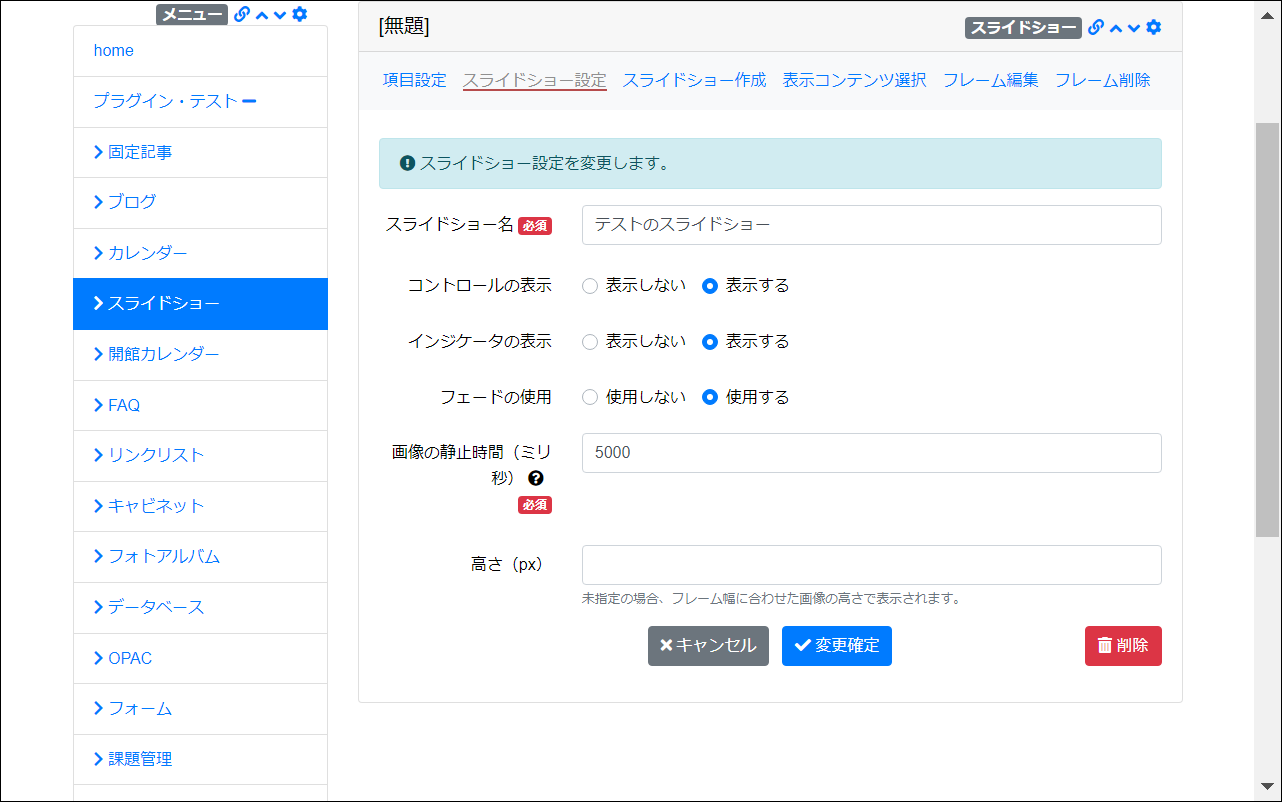 メニュー
home
プラグイン・テスト
固定記事
ブログ
カレンダー
スライドショー
開館カレンダー
FAQ
リンクリスト
キャビネット
フォトアルバム
データベース
OPAC
フォーム
課題管理
[無題]
スライドショー
項目設定 スライドショー設定 スライドショー作成 表示コンテンツ選択 フレーム編集 フレーム削除
スライドショー設定を変更します。
スライドショー名 必須 テストのスライドショー
コントロールの表示 表示しない 表示する
インジケータの表示 表示しない 表示する
フェードの使用 使用しない 使用する
画像の静止時間（ミリ
秒）
必須
5000
高さ（px）
未指定の場合、フレーム幅に合わせた画像の高さで表示されます。
キャンセル 変更確定 削除